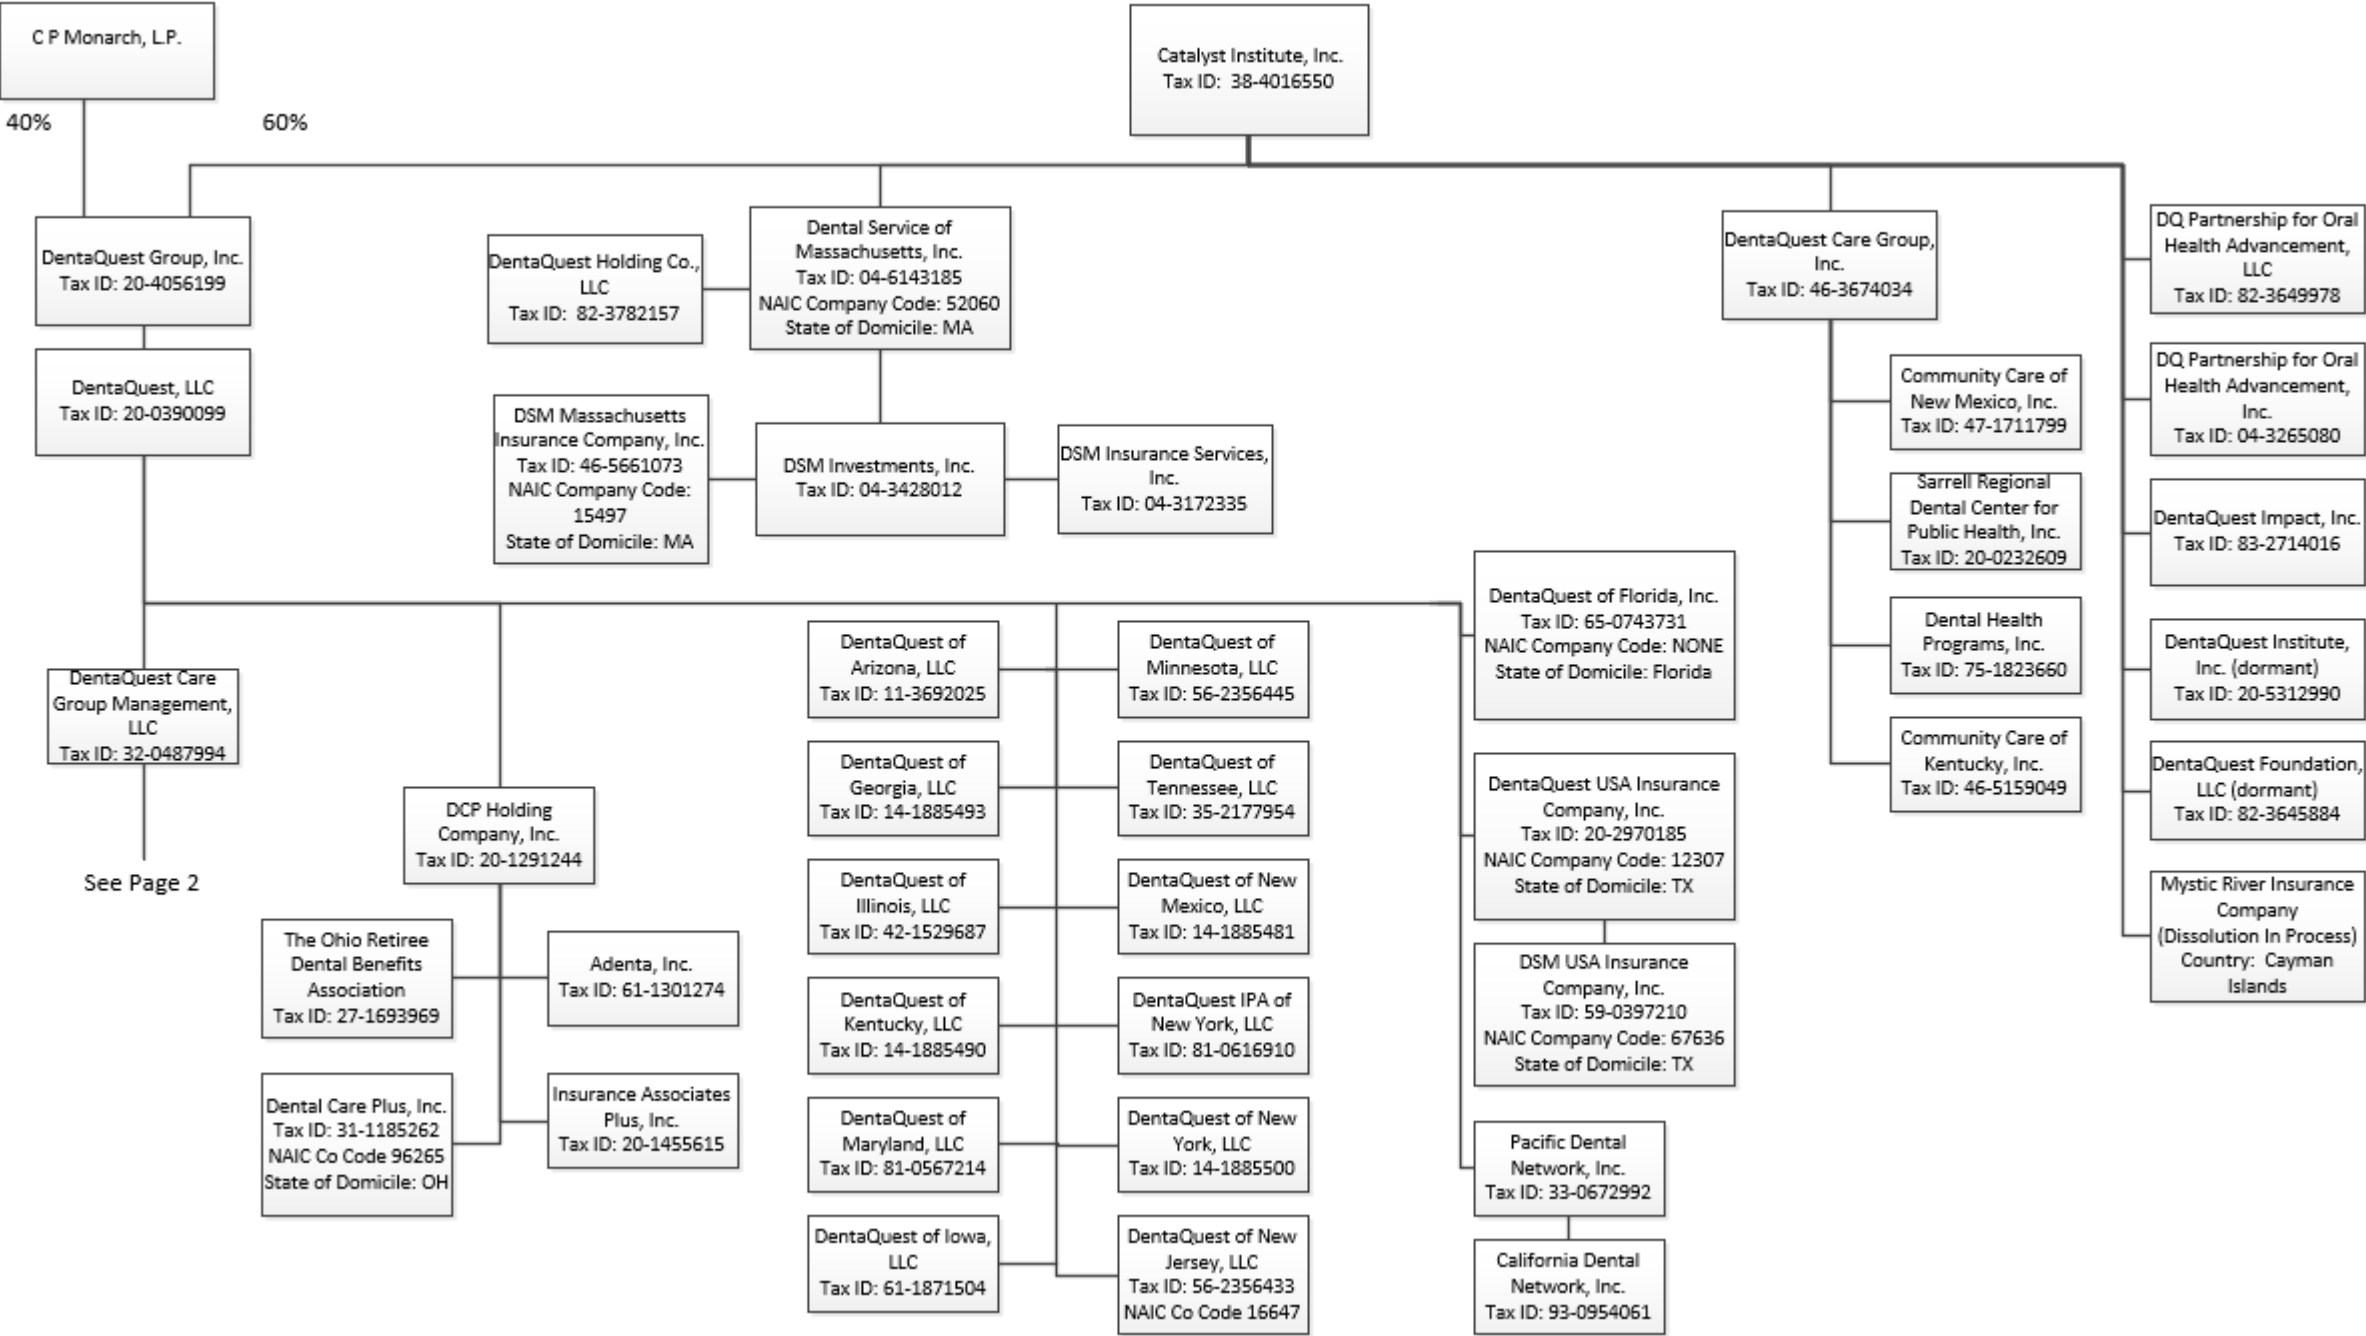 C P Monarch, L.P.
Catalyst Institute, Inc.
Tax ID:  38-4016550
40%
60%
DentaQuest Group, Inc.
Tax ID: 20-4056199
DentaQuest, LLC
Tax ID: 20-0390099
DentaQuest Holding Co.,
LLC
Tax ID:  82-3782157
Dental Service of
Massachusetts, Inc.
Tax ID: 04-6143185
NAIC Company Code: 52060
State of Domicile: MA
DSM Massachusetts
Insurance Company, Inc.
Tax ID: 46-5661073
NAIC Company Code:
15497
State of Domicile: MA
DSM Investments, Inc.
Tax ID: 04-3428012
DSM Insurance Services,
Inc.
Tax ID: 04-3172335
DentaQuest Care Group,
Inc.
Tax ID: 46-3674034
Community Care of
New Mexico, Inc.
Tax ID: 47-1711799
Sarrell Regional
Dental Center for
Public Health, Inc.
Tax ID: 20-0232609
Dental Health
Programs, Inc.
Tax ID: 75-1823660
Community Care of
Kentucky, Inc.
Tax ID: 46-5159049
DQ Partnership for Oral
Health Advancement,
LLC
Tax ID: 82-3649978
DQ Partnership for Oral
Health Advancement,
Inc.
Tax ID: 04-3265080
DentaQuest Impact, Inc.
Tax ID: 83-2714016
DentaQuest Institute,
Inc. (dormant)
Tax ID: 20-5312990
DentaQuest Foundation,
LLC (dormant)
Tax ID: 82-3645884
Mystic River Insurance
Company
(Dissolution In Process)
Country:  Cayman
Islands
DentaQuest Care
Group Management,
LLC
Tax ID: 32-0487994
See Page 2
DCP Holding
Company, Inc.
Tax ID: 20-1291244
The Ohio Retiree
Dental Benefits
Association
Tax ID: 27-1693969
Adenta, Inc.
Tax ID: 61-1301274
Dental Care Plus, Inc.
Tax ID: 31-1185262
NAIC Co Code 96265
State of Domicile: OH
Insurance Associates
Plus, Inc.
Tax ID: 20-1455615
DentaQuest of
Arizona, LLC
Tax ID: 11-3692025
DentaQuest of
Minnesota, LLC
Tax ID: 56-2356445
DentaQuest of
Georgia, LLC
Tax ID: 14-1885493
DentaQuest of
Tennessee, LLC
Tax ID: 35-2177954
DentaQuest of
Illinois, LLC
Tax ID: 42-1529687
DentaQuest of New
Mexico, LLC
Tax ID: 14-1885481
DentaQuest of
Kentucky, LLC
Tax ID: 14-1885490
DentaQuest IPA of
New York, LLC
Tax ID: 81-0616910
DentaQuest of
Maryland, LLC
Tax ID: 81-0567214
DentaQuest of New
York, LLC
Tax ID: 14-1885500
DentaQuest of Iowa,
LLC
Tax ID: 61-1871504
DentaQuest of New
Jersey, LLC
Tax ID: 56-2356433
NAIC Co Code 16647
DentaQuest of Florida, Inc.
Tax ID: 65-0743731
NAIC Company Code: NONE
State of Domicile: Florida
DentaQuest USA Insurance
Company, Inc.
Tax ID: 20-2970185
NAIC Company Code: 12307
State of Domicile: TX
DSM USA Insurance
Company, Inc.
Tax ID: 59-0397210
NAIC Company Code: 67636
State of Domicile: TX
Pacific Dental
Network, Inc.
Tax ID: 33-0672992
California Dental
Network, Inc.
Tax ID: 93-0954061